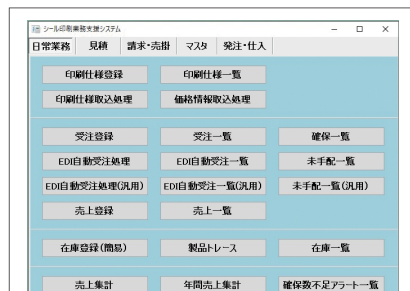 シール印刷業務支援システム
日常業務 見積 請求・売掛 マスタ 発注・仕入
印刷仕様登録 印刷仕様一覧
印刷仕様取込処理 価格情報取込処理
受注登録 受注一覧 確保一覧
EDI自動受注処理 EDI自動受注一覧 未手配一覧
EDI自動受注処理(汎用) EDI自動受注一覧(汎用) 未手配一覧(汎用)
売上登録 売上一覧
在庫登録(簡易) 製品トレース 在庫一覧
売上集計 年間売上集計 確保数不足アラート一覧